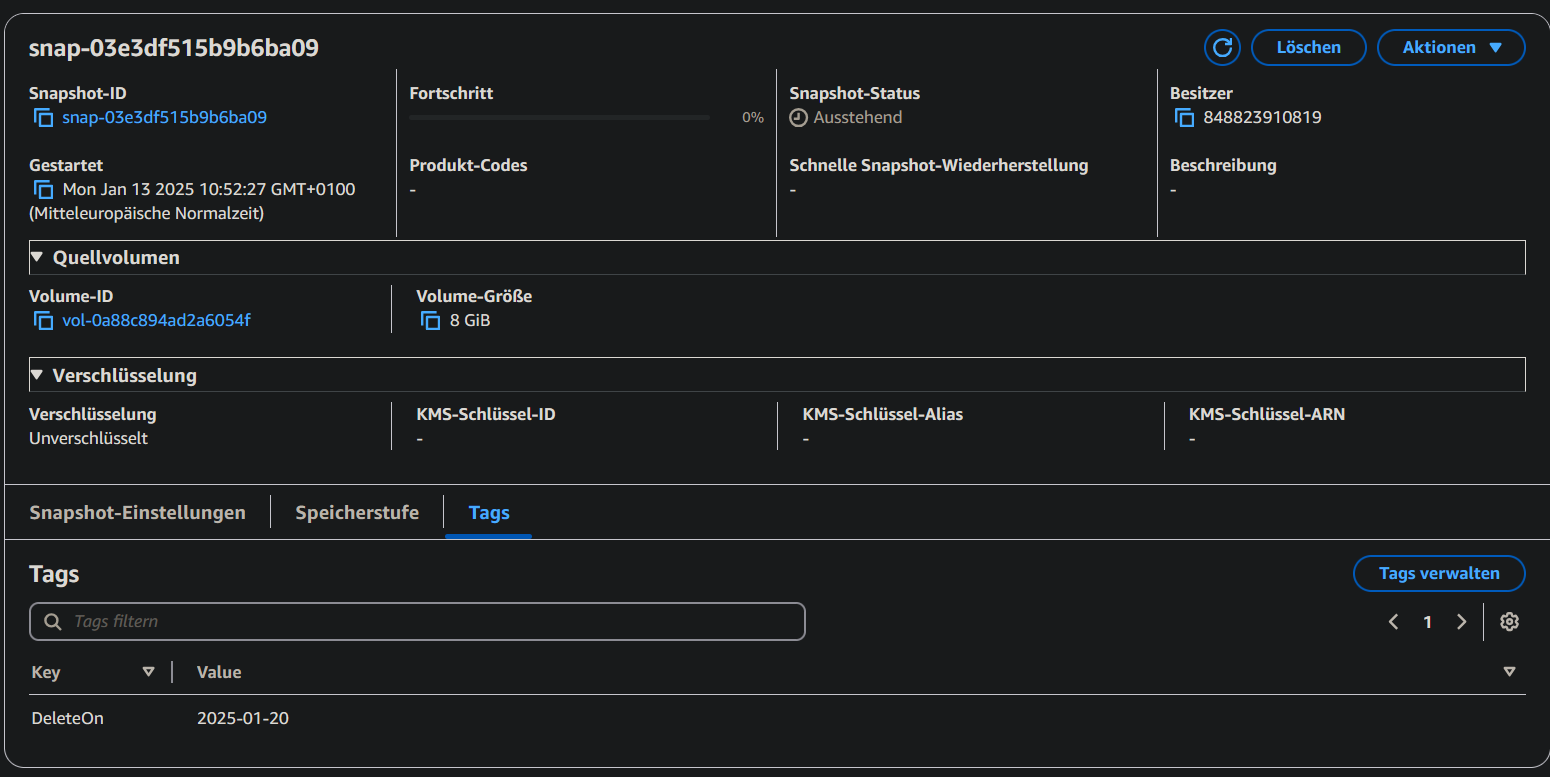 snap-03e3df515b9b6ba09
Löschen
Aktionen
Snapshot-ID
snap-03e3df515b9b6ba09
Fortschritt
0%
Snapshot-Status
Ausstehend
Besitzer
848823910819
Gestartet
Mon Jan 13 2025 10:52:27 GMT+0100
(Mitteleuropäische Normalzeit)
Produkt-Codes
-
Schnelle Snapshot-Wiederherstellung
-
Beschreibung
-
Quellvolumen
Volume-ID
vol-0a88c894ad2a6054f
Volume-Größe
8 GiB
Verschlüsselung
Verschlüsselung
Unverschlüsselt
KMS-Schlüssel-ID
-
KMS-Schlüssel-Alias
-
KMS-Schlüssel-ARN
-
Snapshot-Einstellungen
Speicherstufe
Tags
Tags
Tags verwalten
Tags filtern
1
Key
Value
DeleteOn
2025-01-20